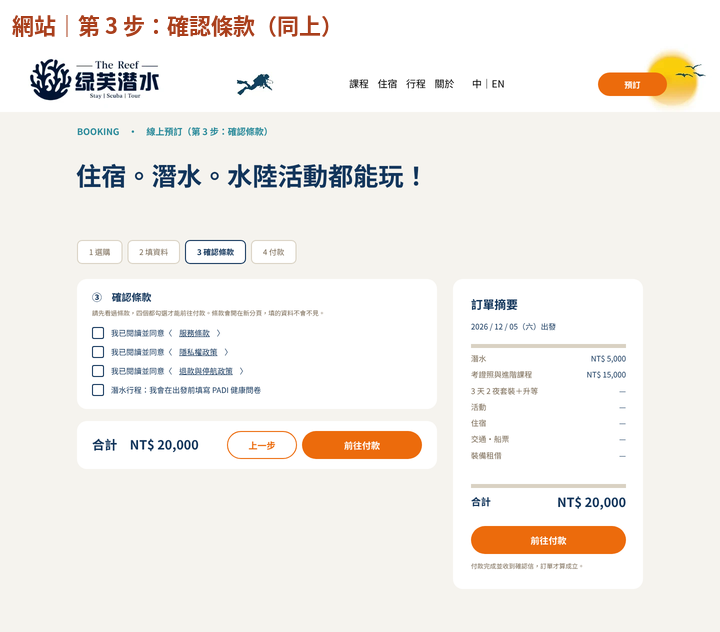 網站｜第 3 步：確認條款（同上）
The Reef
绿芙潜水
Stay | Scuba | Tour
課程 住宿 行程 關於 中｜EN
預訂
BOOKING • 線上預訂（第 3 步：確認條款）
住宿。潛水。水陸活動都能玩！
1 選購
2 填資料
3 確認條款
4 付款
③ 確認條款
請先看過條款，四個都勾選才能前往付款。條款會開在新分頁，填的資料不會不見。
我已閱讀並同意〈 服務條款 〉
我已閱讀並同意〈 隱私權政策 〉
我已閱讀並同意〈 退款與停航政策 〉
潛水行程：我會在出發前填寫 PADI 健康問卷
合計 NT$ 20,000
上一步
前往付款
訂單摘要
2026 / 12 / 05（六）出發
潛水 NT$ 5,000
考證照與進階課程 NT$ 15,000
3 天 2 夜套裝＋升等 —
活動 —
住宿 —
交通・船票 —
裝備租借 —
合計 NT$ 20,000
前往付款
付款完成並收到確認信，訂單才算成立。